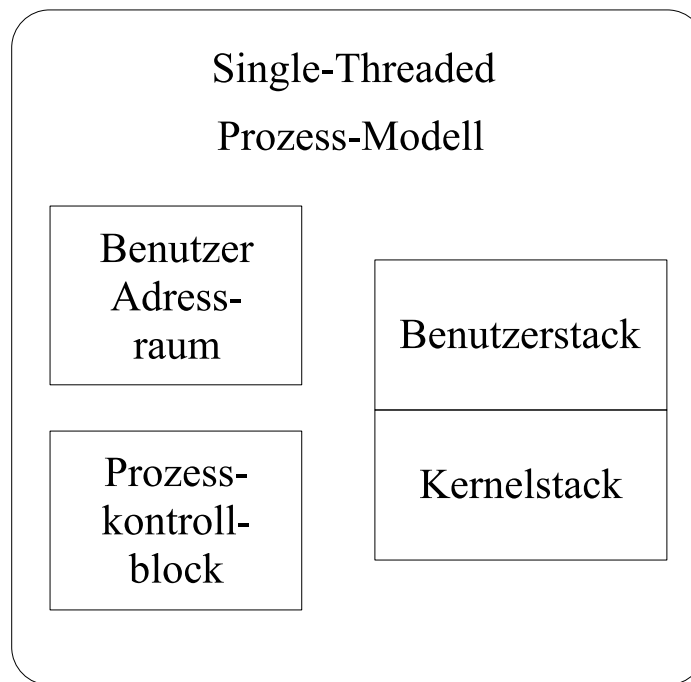 Single-Threaded
Prozess-Modell
Benutzer
Adress-
raum
Prozess-
kontroll-
block
Benutzerstack
Kernelstack